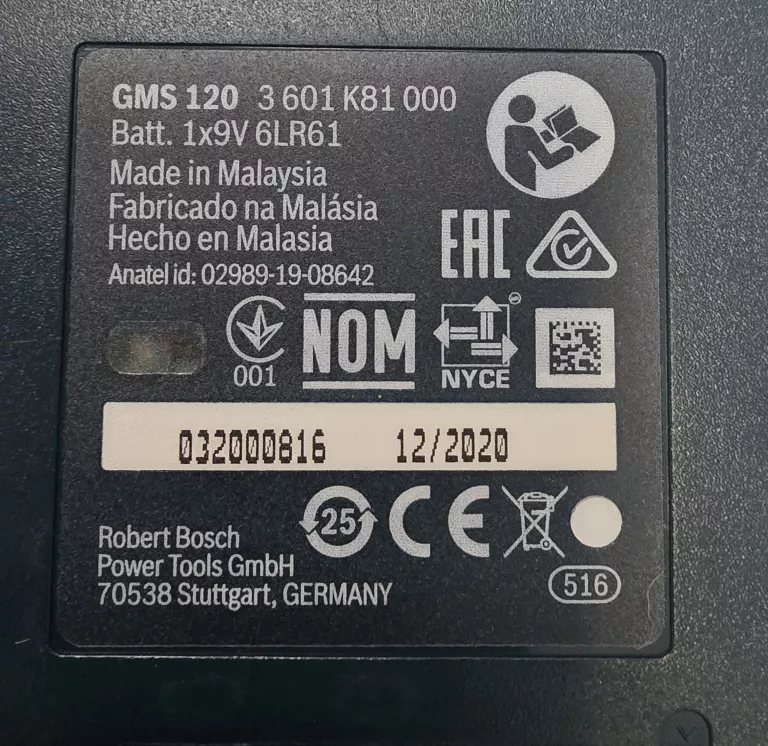 GMS 120 3 601 K81 000
Batt. 1x9V 6LR61
Made in Malaysia
Fabricado na Malásia
Hecho en Malasia
Anatel id: 02989-19-08642
EAC
001
NOM
NYCE
032000816 12/2020
25
CE
Robert Bosch
Power Tools GmbH
70538 Stuttgart, GERMANY
516